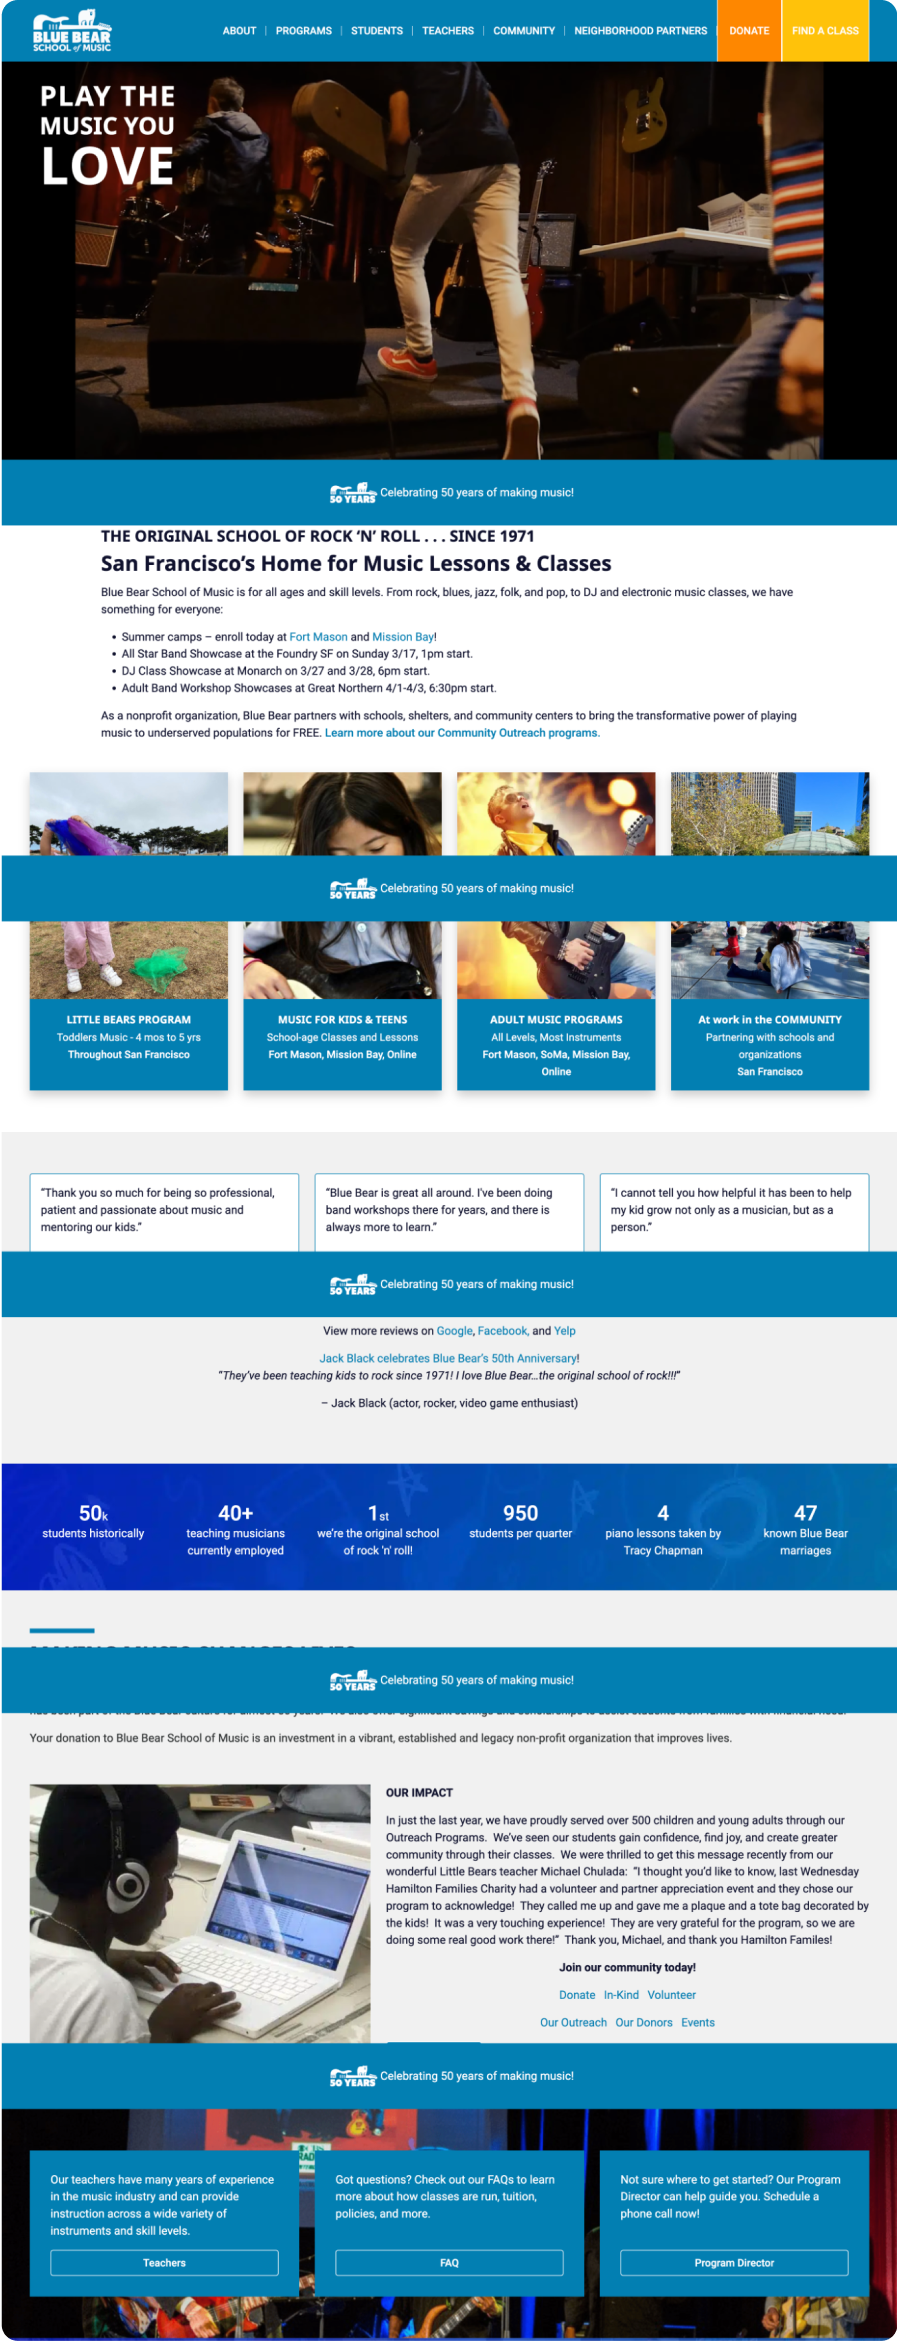 BLUE BEAR
SCHOOL of MUSIC
ABOUT | PROGRAMS | STUDENTS | TEACHERS | COMMUNITY | NEIGHBORHOOD PARTNERS | DONATE FIND A CLASS
PLAY THE
MUSIC YOU
LOVE
50 YEARS Celebrating 50 years of making music!
THE ORIGINAL SCHOOL OF ROCK ‘N’ ROLL . . . SINCE 1971
San Francisco’s Home for Music Lessons & Classes
Blue Bear School of Music is for all ages and skill levels. From rock, blues, jazz, folk, and pop, to DJ and electronic music classes, we have
something for everyone:
• Summer camps – enroll today at Fort Mason and Mission Bay!
• All Star Band Showcase at the Foundry SF on Sunday 3/17, 1pm start.
• DJ Class Showcase at Monarch on 3/27 and 3/28, 6pm start.
• Adult Band Workshop Showcases at Great Northern 4/1-4/3, 6:30pm start.
As a nonprofit organization, Blue Bear partners with schools, shelters, and community centers to bring the transformative power of playing
music to underserved populations for FREE. Learn more about our Community Outreach programs.
50 YEARS Celebrating 50 years of making music!
LITTLE BEARS PROGRAM
Toddlers Music - 4 mos to 5 yrs
Throughout San Francisco
MUSIC FOR KIDS & TEENS
School-age Classes and Lessons
Fort Mason, Mission Bay, Online
ADULT MUSIC PROGRAMS
All Levels, Most Instruments
Fort Mason, SoMa, Mission Bay,
Online
At work in the COMMUNITY
Partnering with schools and
organizations
San Francisco
“Thank you so much for being so professional,
patient and passionate about music and
mentoring our kids.”
“Blue Bear is great all around. I've been doing
band workshops there for years, and there is
always more to learn.”
“I cannot tell you how helpful it has been to help
my kid grow not only as a musician, but as a
person.”
50 YEARS Celebrating 50 years of making music!
View more reviews on Google, Facebook, and Yelp
Jack Black celebrates Blue Bear’s 50th Anniversary!
“They’ve been teaching kids to rock since 1971! I love Blue Bear…the original school of rock!!!”
– Jack Black (actor, rocker, video game enthusiast)
50k
students historically
40+
teaching musicians
currently employed
1st
we're the original school
of rock 'n' roll!
950
students per quarter
4
piano lessons taken by
Tracy Chapman
47
known Blue Bear
marriages
50 YEARS Celebrating 50 years of making music!
Your donation to Blue Bear School of Music is an investment in a vibrant, established and legacy non-profit organization that improves lives.
OUR IMPACT
In just the last year, we have proudly served over 500 children and young adults through our
Outreach Programs. We’ve seen our students gain confidence, find joy, and create greater
community through their classes. We were thrilled to get this message recently from our
wonderful Little Bears teacher Michael Chulada: “I thought you’d like to know, last Wednesday
Hamilton Families Charity had a volunteer and partner appreciation event and they chose our
program to acknowledge! They called me up and gave me a plaque and a tote bag decorated by
the kids! It was a very touching experience! They are very grateful for the program, so we are
doing some real good work there!” Thank you, Michael, and thank you Hamilton Familes!
Join our community today!
Donate In-Kind Volunteer
Our Outreach Our Donors Events
50 YEARS Celebrating 50 years of making music!
Our teachers have many years of experience
in the music industry and can provide
instruction across a wide variety of
instruments and skill levels.
Teachers
Got questions? Check out our FAQs to learn
more about how classes are run, tuition,
policies, and more.
FAQ
Not sure where to get started? Our Program
Director can help guide you. Schedule a
phone call now!
Program Director